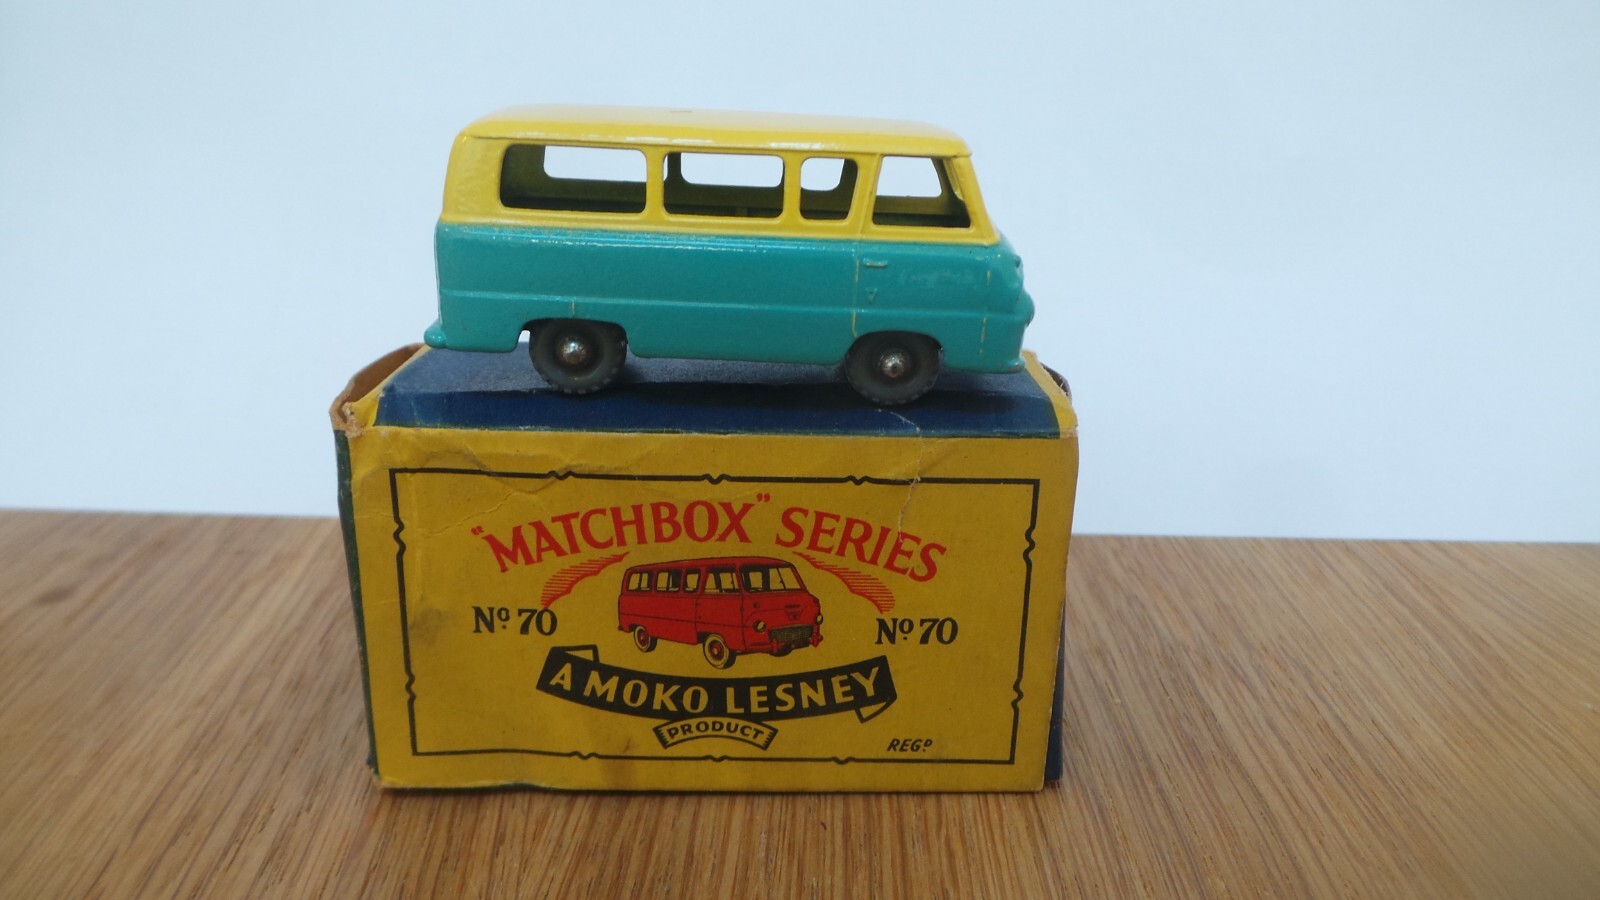 "MATCHBOX" SERIES
Nº 70
Nº 70
A MOKO LESNEY
PRODUCT
REGD